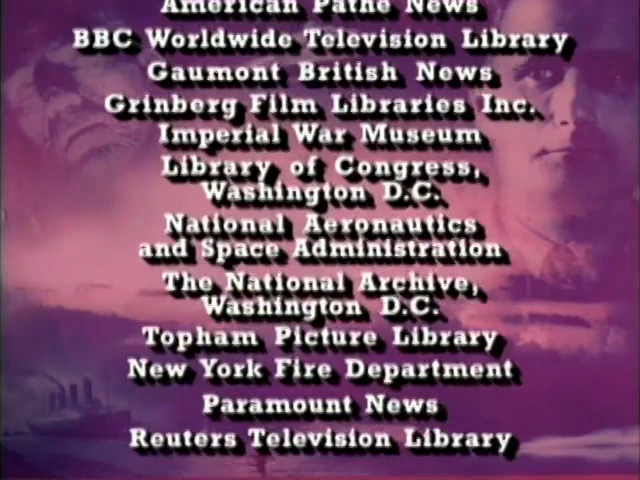 American Pathe News
BBC Worldwide Television Library
Gaumont British News
Grinberg Film Libraries Inc.
Imperial War Museum
Library of Congress,
Washington D.C.
National Aeronautics
and Space Administration
The National Archive,
Washington D.C.
Topham Picture Library
New York Fire Department
Paramount News
Reuters Television Library